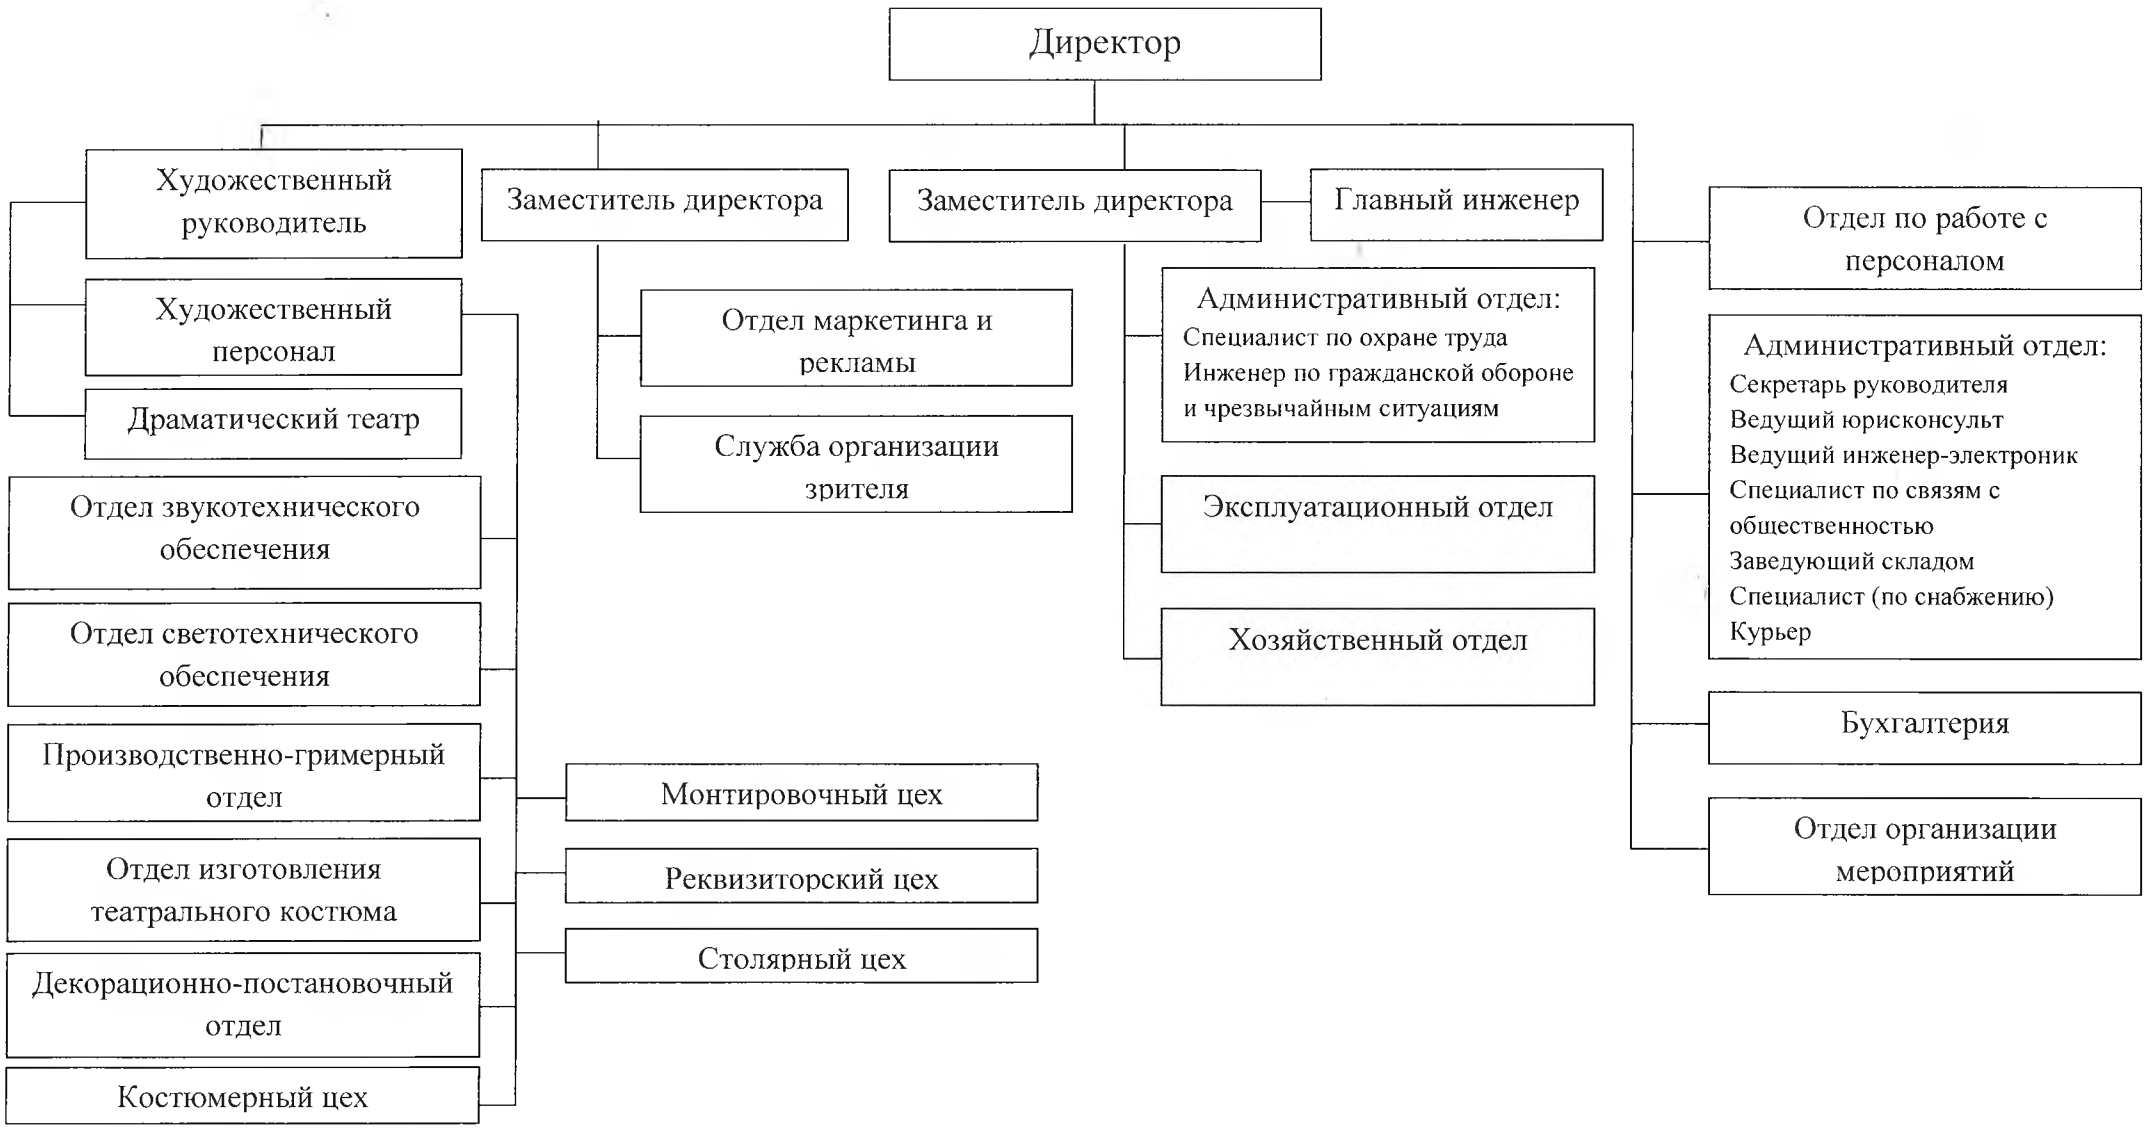 Директор
Художественный
руководитель
Заместитель директора
Заместитель директора
Главный инженер
Художественный
персонал
Драматический театр
Отдел звукотехнического
обеспечения
Отдел светотехнического
обеспечения
Производственно-гримерный
отдел
Отдел изготовления
театрального костюма
Декорационно-постановочный
отдел
Костюмерный цех
Монтировочный цех
Реквизиторский цех
Столярный цех
Отдел маркетинга и
рекламы
Служба организации
зрителя
Административный отдел:
Специалист по охране труда
Инженер по гражданской обороне
и чрезвычайным ситуациям
Эксплуатационный отдел
Хозяйственный отдел
Отдел по работе с
персоналом
Административный отдел:
Секретарь руководителя
Ведущий юрисконсульт
Ведущий инженер-электроник
Специалист по связям с
общественностью
Заведующий складом
Специалист (по снабжению)
Курьер
Бухгалтерия
Отдел организации
мероприятий